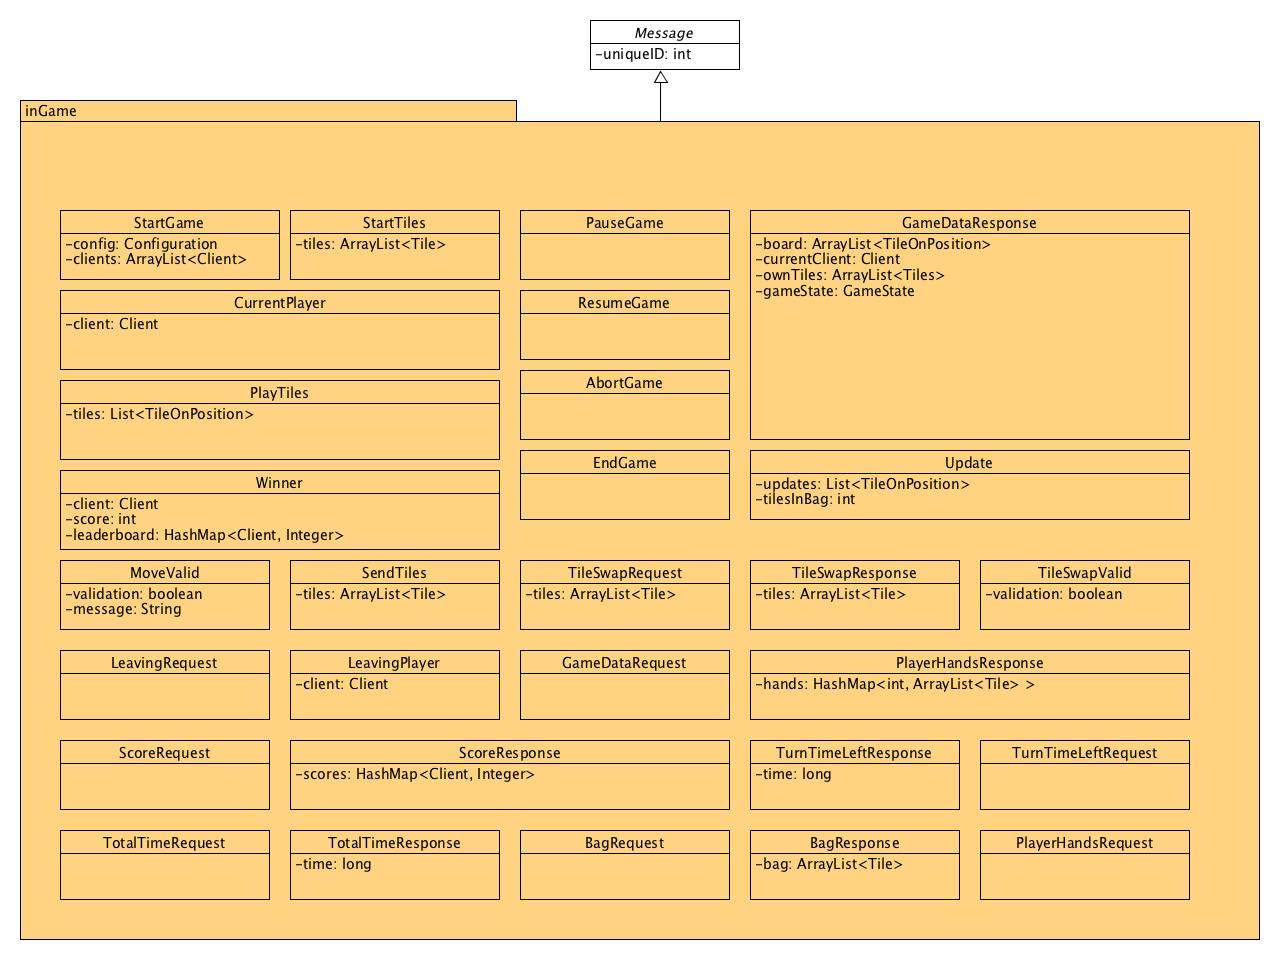 Message
-uniqueID: int
inGame
StartGame
-config: Configuration
-clients: ArrayList<Client>
StartTiles
-tiles: ArrayList<Tile>
PauseGame
GameDataResponse
-board: ArrayList<TileOnPosition>
-currentClient: Client
-ownTiles: ArrayList<Tiles>
-gameState: GameState
CurrentPlayer
-client: Client
ResumeGame
PlayTiles
-tiles: List<TileOnPosition>
AbortGame
Winner
-client: Client
-score: int
-leaderboard: HashMap<Client, Integer>
EndGame
Update
-updates: List<TileOnPosition>
-tilesInBag: int
MoveValid
-validation: boolean
-message: String
SendTiles
-tiles: ArrayList<Tile>
TileSwapRequest
-tiles: ArrayList<Tile>
TileSwapResponse
-tiles: ArrayList<Tile>
TileSwapValid
-validation: boolean
LeavingRequest
LeavingPlayer
-client: Client
GameDataRequest
PlayerHandsResponse
-hands: HashMap<int, ArrayList<Tile> >
ScoreRequest
ScoreResponse
-scores: HashMap<Client, Integer>
TurnTimeLeftResponse
-time: long
TurnTimeLeftRequest
TotalTimeRequest
TotalTimeResponse
-time: long
BagRequest
BagResponse
-bag: ArrayList<Tile>
PlayerHandsRequest